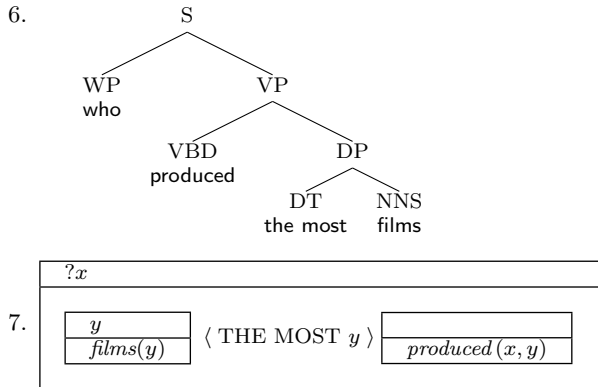 6.
S
WP VP
who
VBD DP
produced
DT NNS
the most films
?x
7.
y
films(y) ⟨ THE MOST y ⟩ produced(x, y)